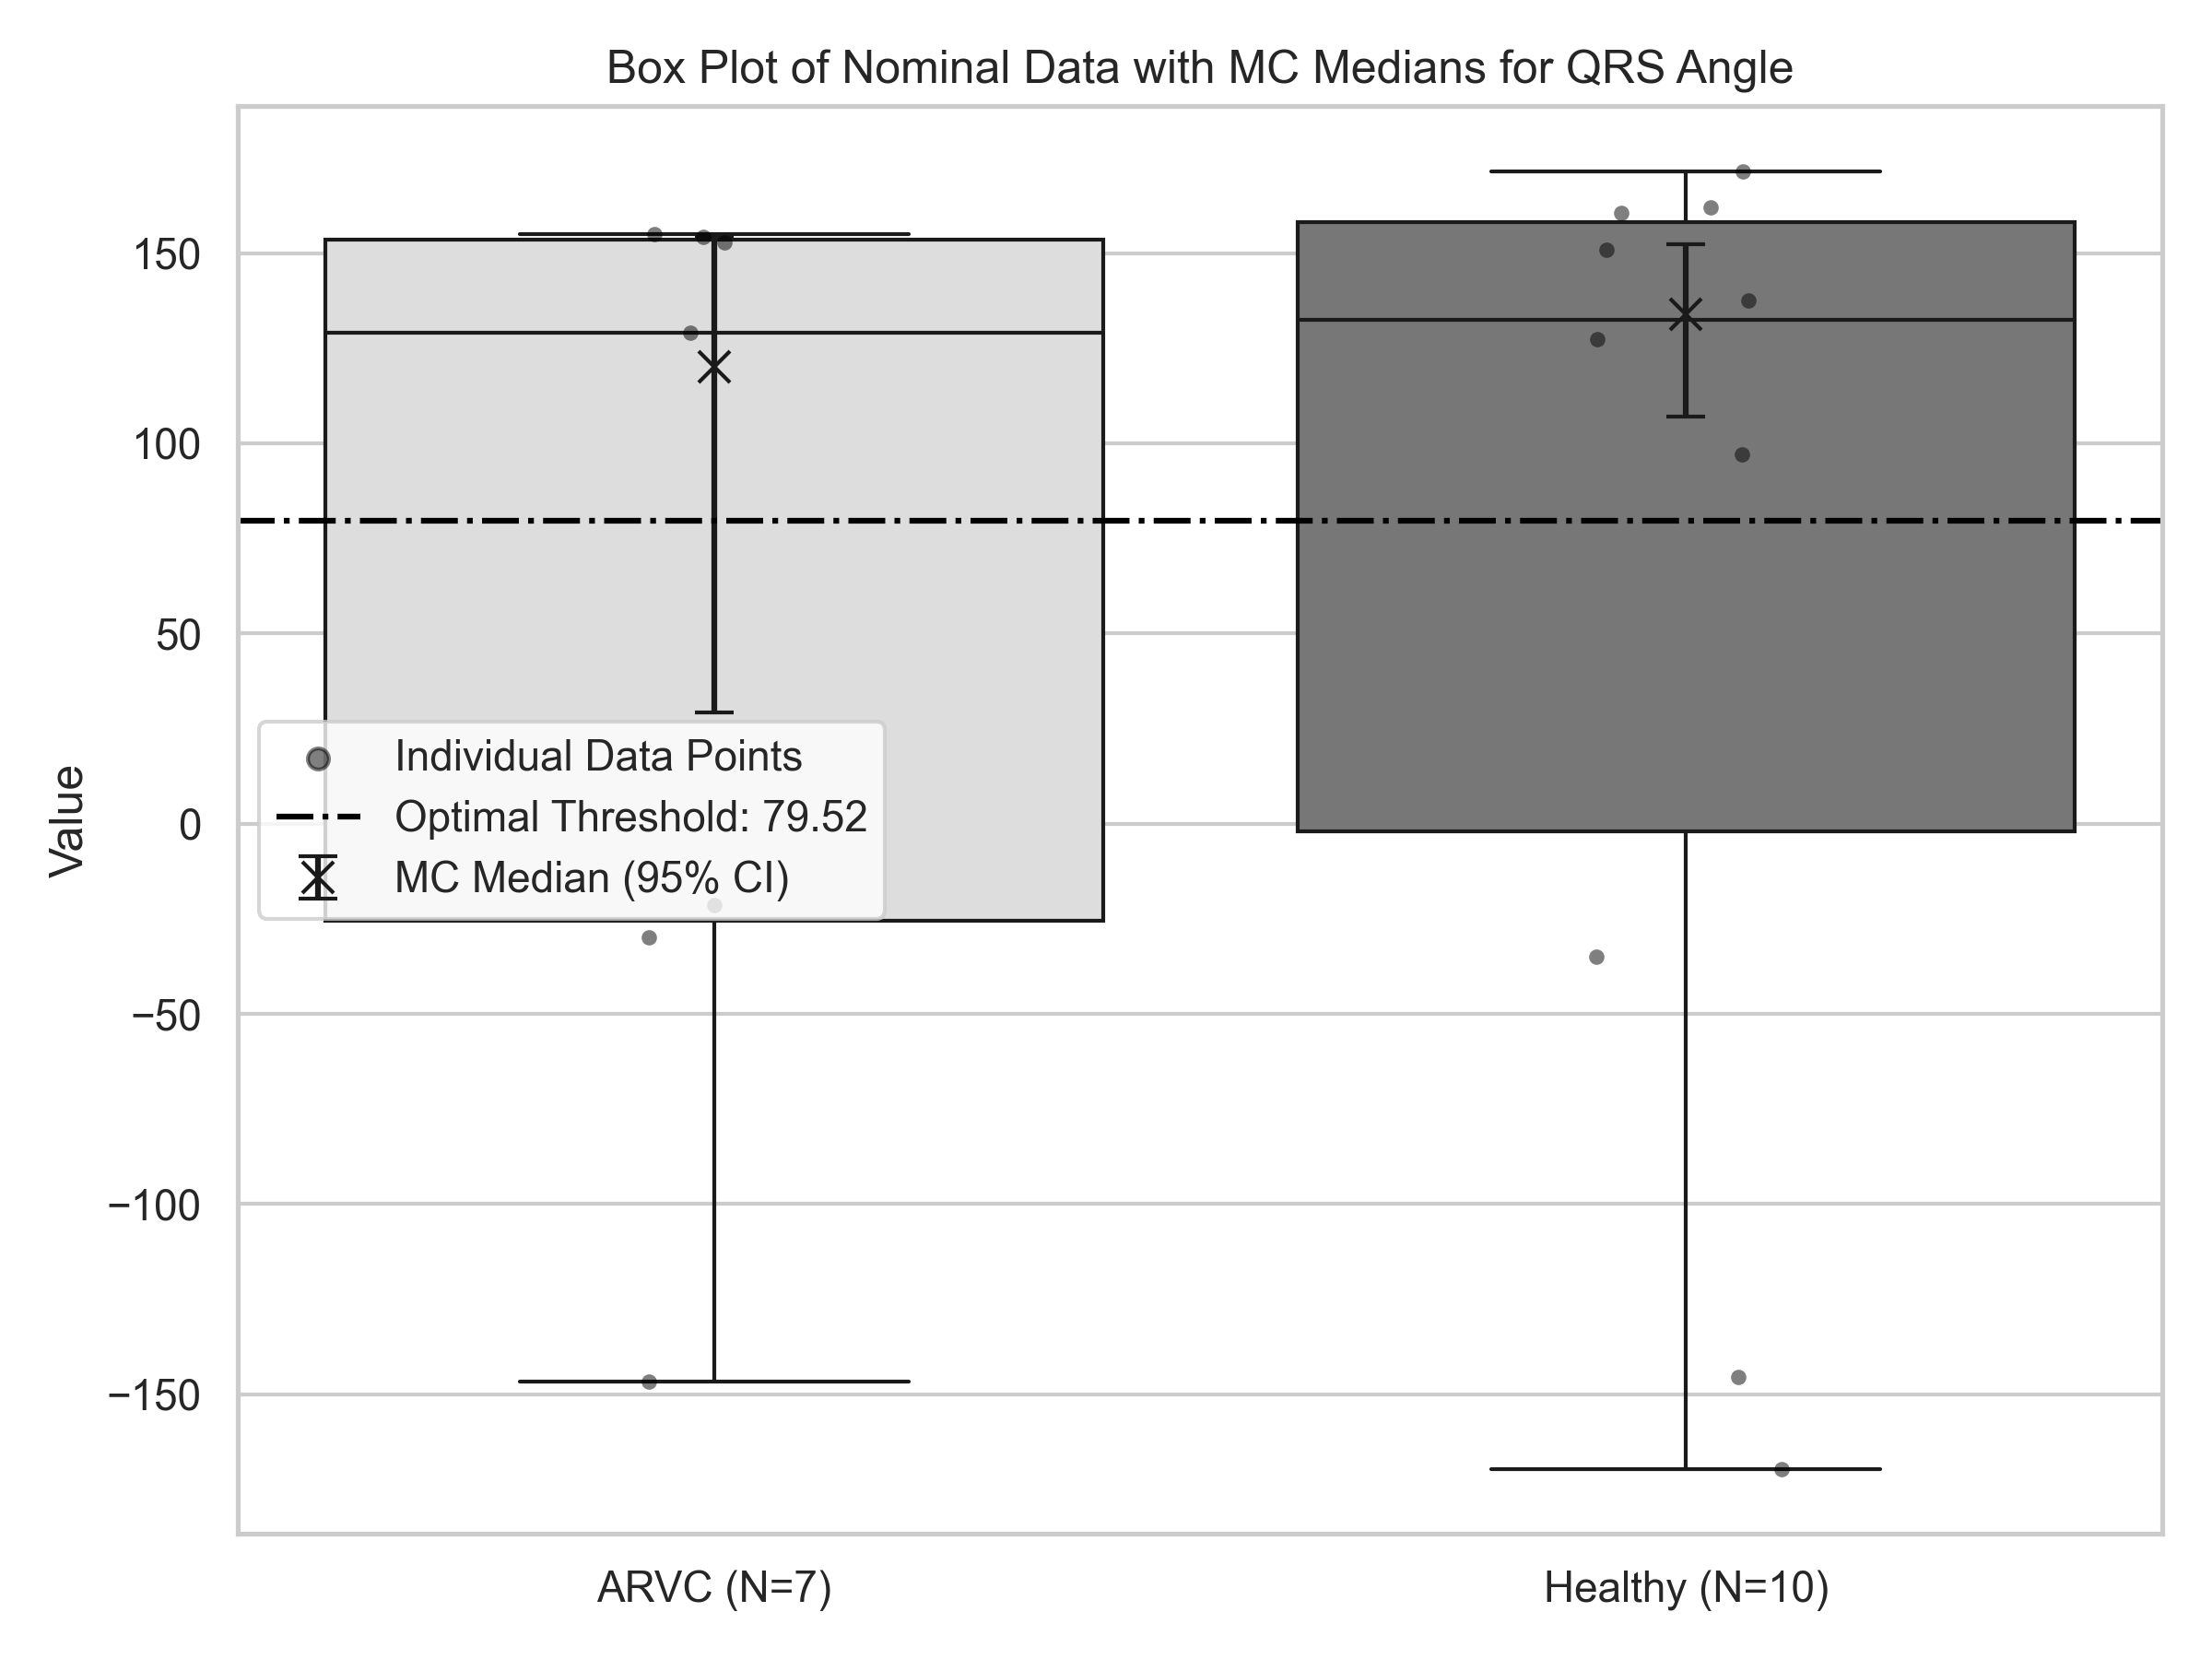 Box Plot of Nominal Data with MC Medians for QRS Angle
Value
150
100
50
0
−50
−100
−150
Individual Data Points
Optimal Threshold: 79.52
MC Median (95% CI)
ARVC (N=7)
Healthy (N=10)